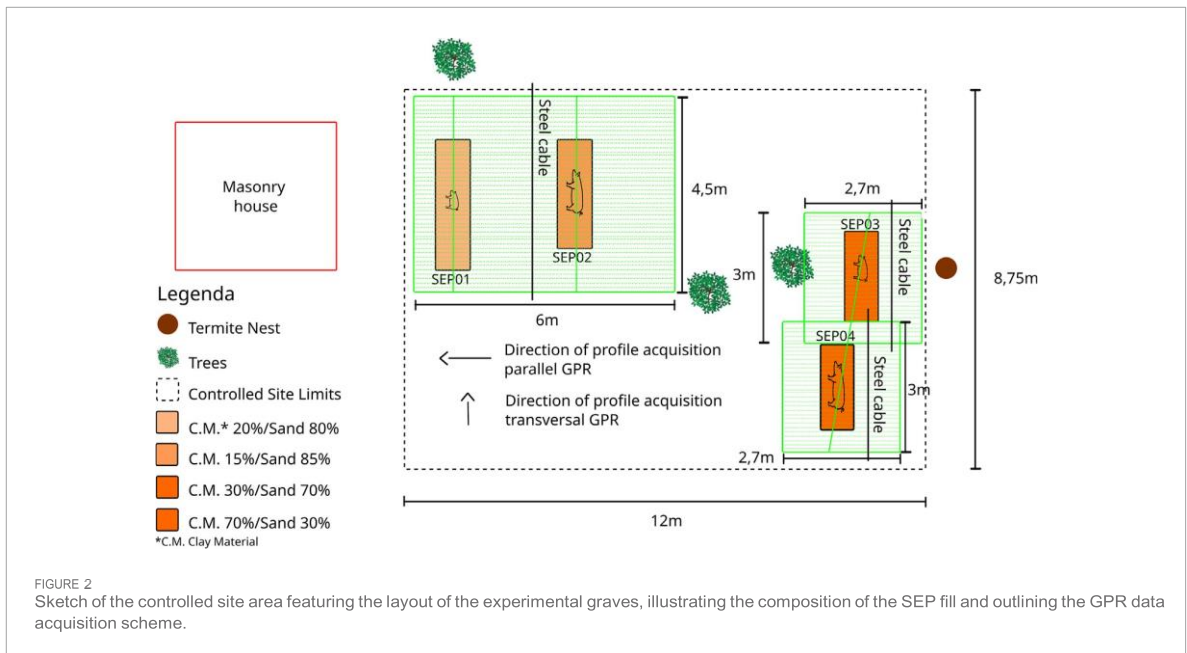 Masonry
house
Steel cable
SEP01
SEP02
4,5m
6m
2,7m
SEP03
Steel cable
3m
SEP04
Steel cable
3m
2,7m
8,75m
12m
Direction of profile acquisition
parallel GPR
Direction of profile acquisition
transversal GPR
Legenda
Termite Nest
Trees
Controlled Site Limits
C.M.* 20%/Sand 80%
C.M. 15%/Sand 85%
C.M. 30%/Sand 70%
C.M. 70%/Sand 30%
*C.M. Clay Material
FIGURE 2
Sketch of the controlled site area featuring the layout of the experimental graves, illustrating the composition of the SEP fill and outlining the GPR data
acquisition scheme.